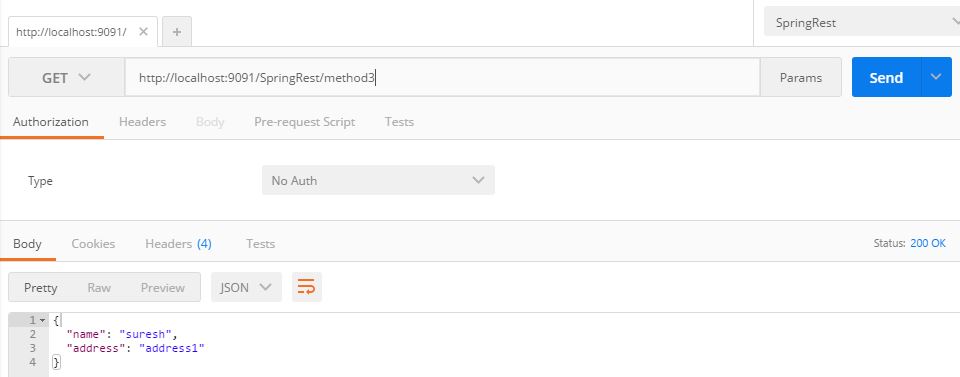 http://localhost:9091/ × +
SpringRest
GET http://localhost:9091/SpringRest/method3 Params Send
Authorization Headers Body Pre-request Script Tests
Type No Auth
Body Cookies Headers (4) Tests Status: 200 OK
Pretty Raw Preview JSON
1 {
2 "name": "suresh",
3 "address": "address1"
4 }